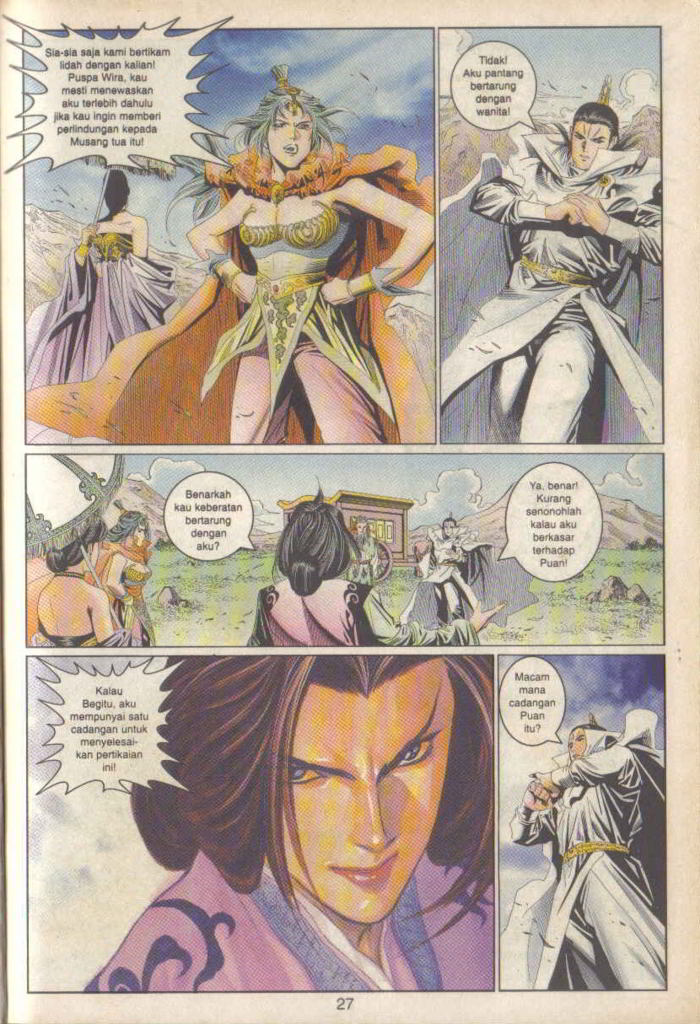 Sia-sia saja kami bertikam
lidah dengan kalian!
Puspa Wira, kau
mesti menewaskan
aku terlebih dahulu
jika kau ingin memberi
perlindungan kepada
Musang tua itu!
Tidak!
Aku pantang
bertarung
dengan
wanita!
Benarkah
kau keberatan
bertarung
dengan
aku?
Ya, benar!
Kurang
senonohlah
kalau aku
berkasar
terhadap
Puan!
Kalau
Begitu, aku
mempunyai satu
cadangan untuk
menyelesai-
kan pertikaian
ini!
Macam
mana
cadangan
Puan
itu?
27